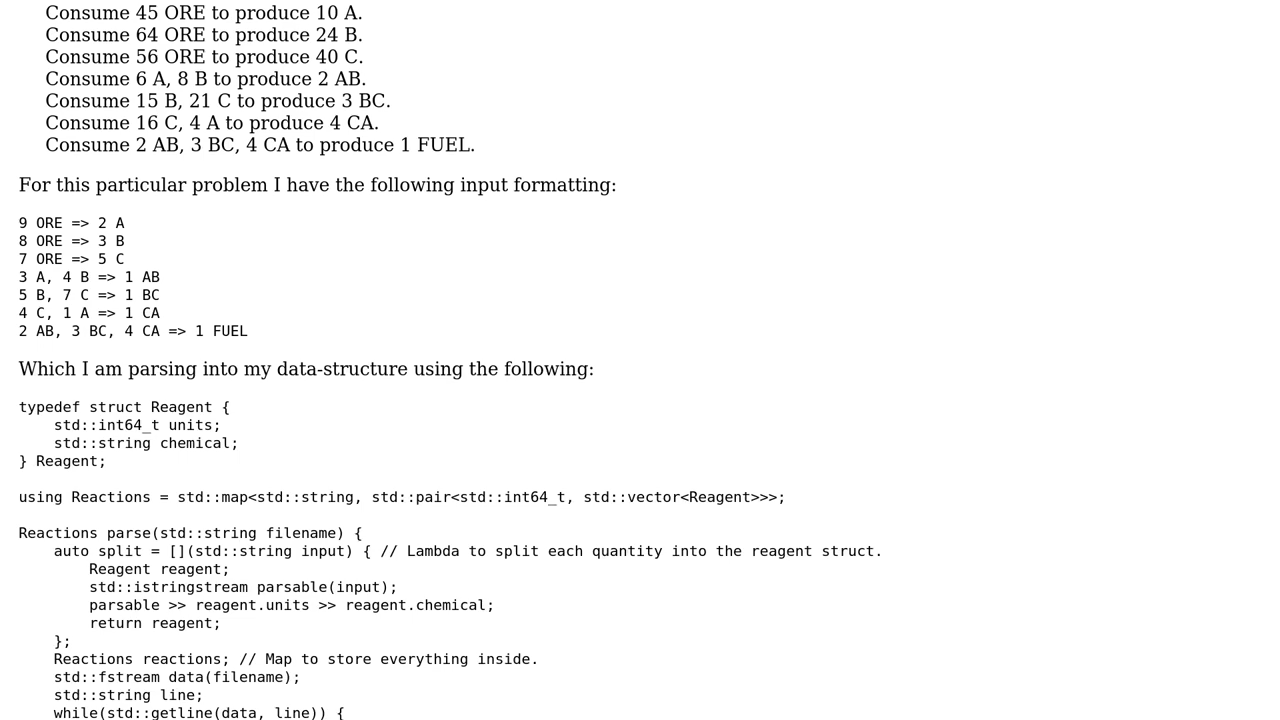 Consume 45 ORE to produce 10 A.
Consume 64 ORE to produce 24 B.
Consume 56 ORE to produce 40 C.
Consume 6 A, 8 B to produce 2 AB.
Consume 15 B, 21 C to produce 3 BC.
Consume 16 C, 4 A to produce 4 CA.
Consume 2 AB, 3 BC, 4 CA to produce 1 FUEL.
For this particular problem I have the following input formatting:
9 ORE => 2 A
8 ORE => 3 B
7 ORE => 5 C
3 A, 4 B => 1 AB
5 B, 7 C => 1 BC
4 C, 1 A => 1 CA
2 AB, 3 BC, 4 CA => 1 FUEL
Which I am parsing into my data-structure using the following:
typedef struct Reagent {
    std::int64_t units;
    std::string chemical;
} Reagent;
using Reactions = std::map<std::string, std::pair<std::int64_t, std::vector<Reagent>>>;
Reactions parse(std::string filename) {
    auto split = [](std::string input) { // Lambda to split each quantity into the reagent struct.
        Reagent reagent;
        std::istringstream parsable(input);
        parsable >> reagent.units >> reagent.chemical;
        return reagent;
    };
    Reactions reactions; // Map to store everything inside.
    std::fstream data(filename);
    std::string line;
    while(std::getline(data, line)) {